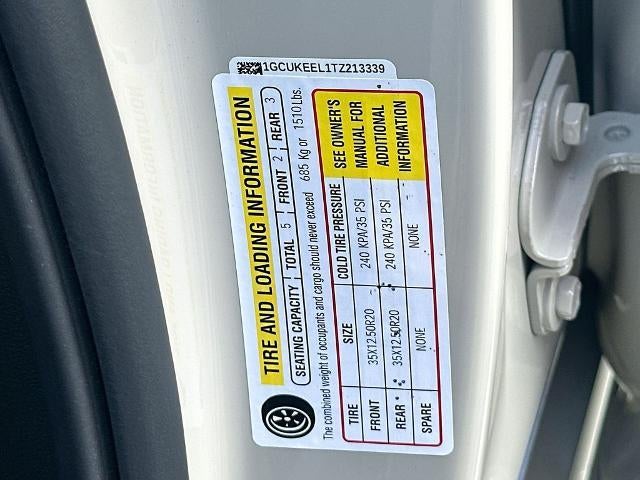 1GCUKEEL1TZ213339
TIRE AND LOADING INFORMATION
SEATING CAPACITY TOTAL 5 FRONT 2 REAR 3
The combined weight of occupants and cargo should never exceed 685 Kg or 1510 Lbs.
TIRE SIZE COLD TIRE PRESSURE SEE OWNER'S
FRONT 35X12.50R20 240 KPA/35 PSI MANUAL FOR
REAR 35X12.50R20 240 KPA/35 PSI ADDITIONAL
SPARE NONE NONE INFORMATION